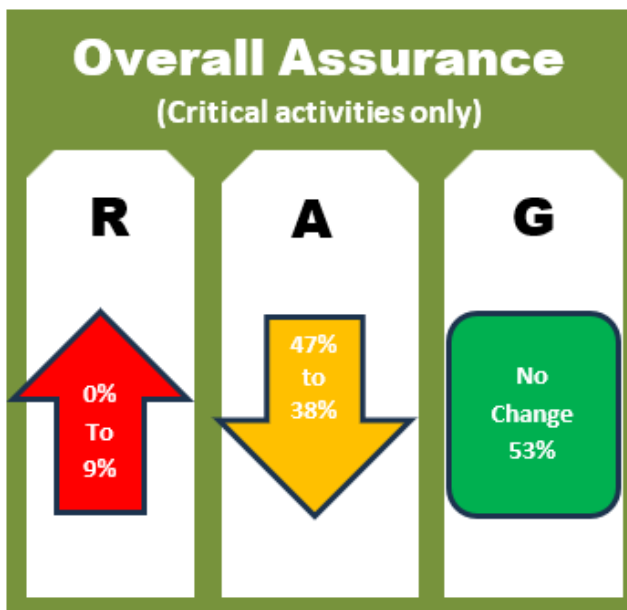 Overall Assurance
(Critical activities only)
R
A
G
0%
To
9%
47%
to
38%
No
Change
53%